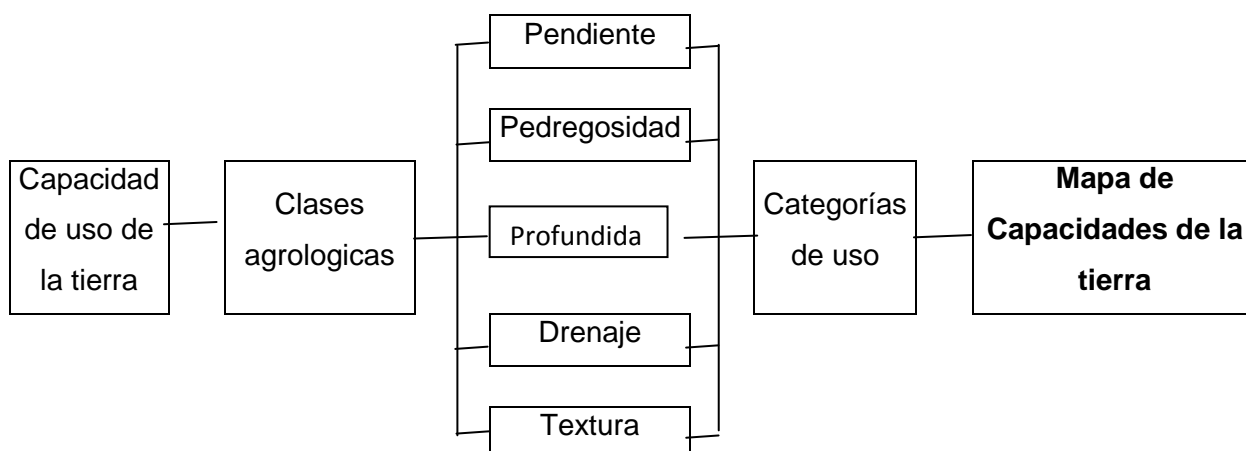 Capacidad
de uso de
la tierra
Clases
agrologicas
Pendiente
Pedregosidad
Profundida
Drenaje
Textura
Categorías
de uso
Mapa de
Capacidades de la
tierra